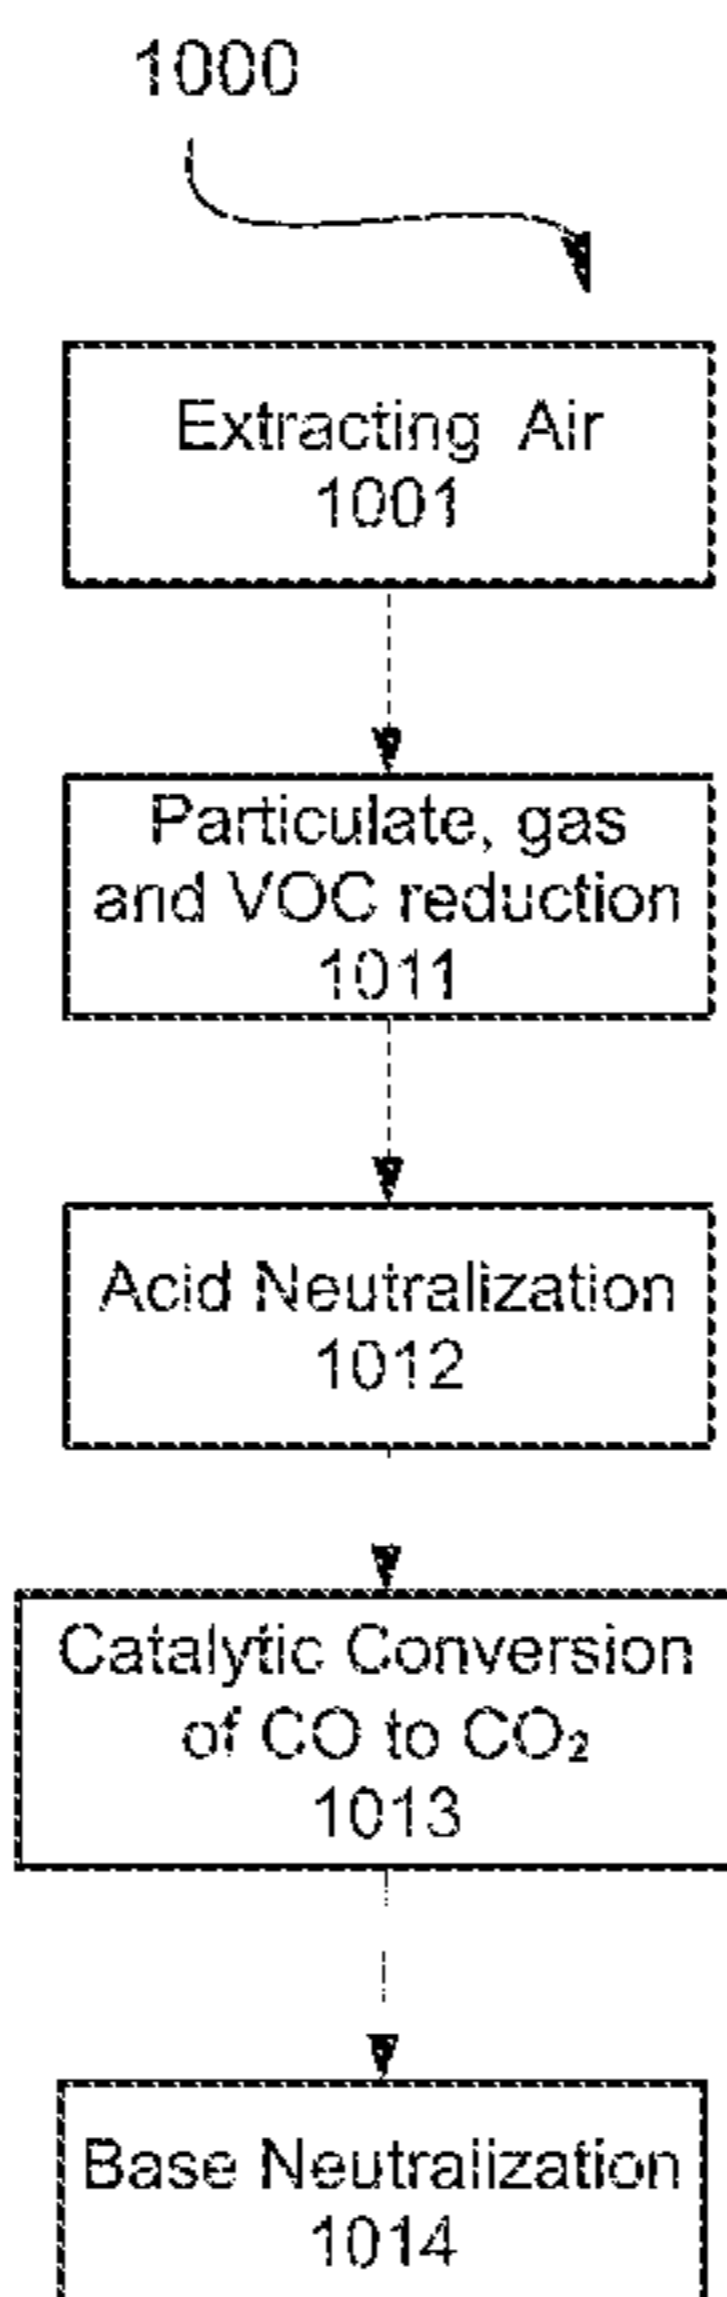 1000
Extracting Air
1001
Particulate, gas
and VOC reduction
1011
Acid Neutralization
1012
Catalytic Conversion
of CO to CO₂
1013
Base Neutralization
1014